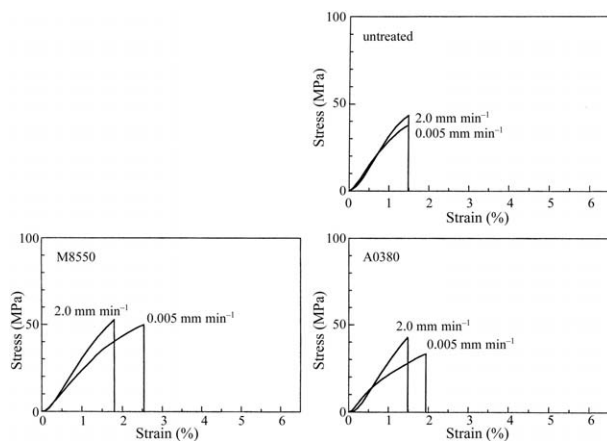 untreated
100
50
0
Stress (MPa)
2.0 mm min⁻¹
0.005 mm min⁻¹
0 1 2 3 4 5 6
Strain (%)
M8550
100
50
0
Stress (MPa)
2.0 mm min⁻¹
0.005 mm min⁻¹
0 1 2 3 4 5 6
Strain (%)
A0380
100
50
0
Stress (MPa)
2.0 mm min⁻¹
0.005 mm min⁻¹
0 1 2 3 4 5 6
Strain (%)